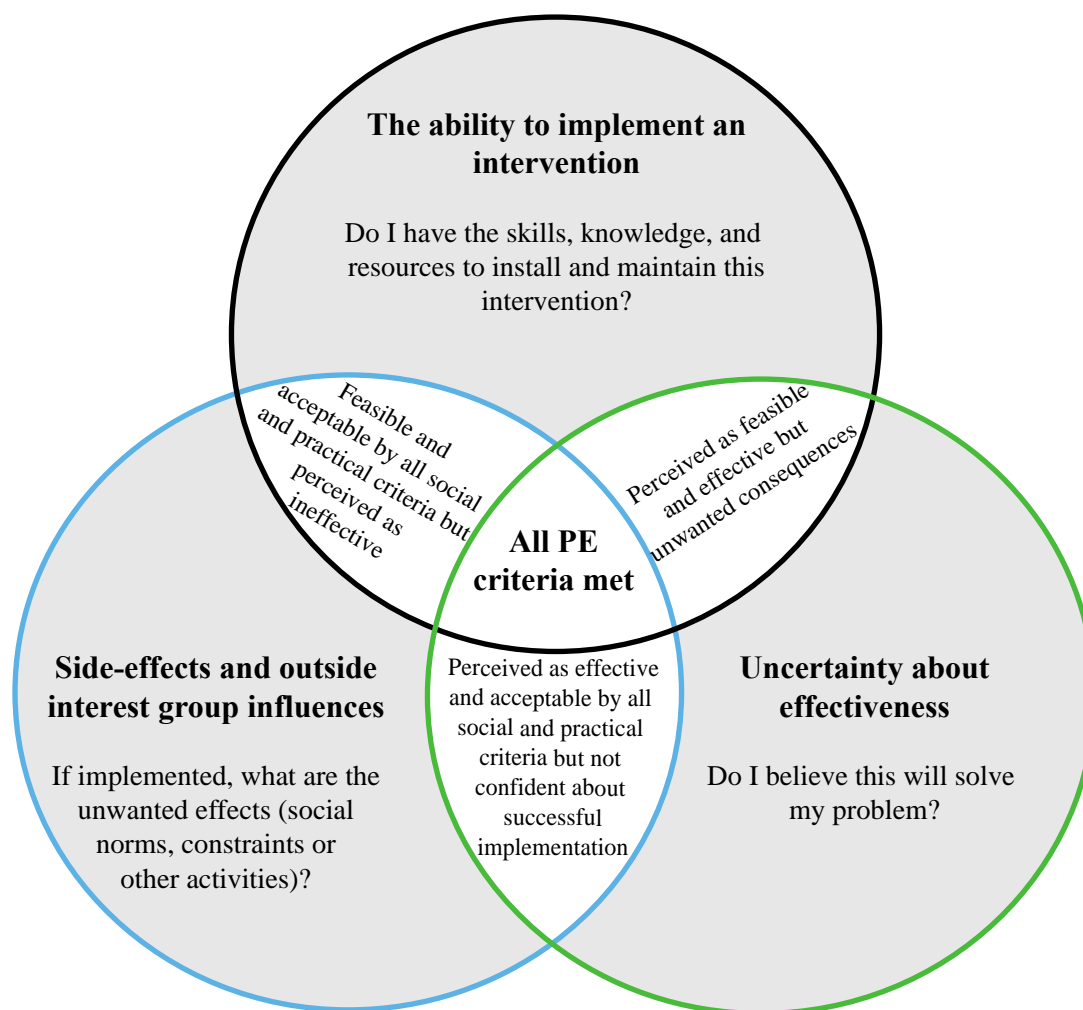 The ability to implement an
intervention
Do I have the skills, knowledge, and
resources to install and maintain this
intervention?
Feasible and
acceptable by all social
and practical criteria but
perceived as
ineffective
Perceived as feasible
and effective but
unwanted consequences
All PE
criteria met
Side-effects and outside
interest group influences
If implemented, what are the
unwanted effects (social
norms, constraints or
other activities)?
Perceived as effective
and acceptable by all
social and practical
criteria but not
confident about
successful
implementation
Uncertainty about
effectiveness
Do I believe this will solve
my problem?